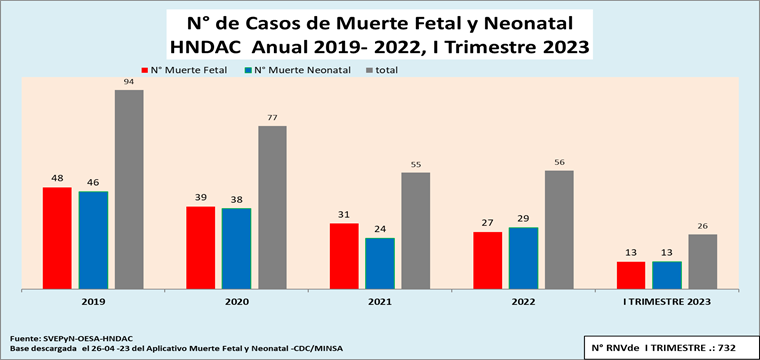 N° de Casos de Muerte Fetal y Neonatal
HNDAC Anual 2019- 2022, I Trimestre 2023
N° Muerte Fetal N° Muerte Neonatal total
94
77
55
56
26
48 46
39 38
31 24
27 29
13 13
2019 2020 2021 2022 I TRIMESTRE 2023
Fuente: SVEPyN-OESA-HNDAC
Base descargada el 26-04 -23 del Aplicativo Muerte Fetal y Neonatal -CDC/MINSA
N° RNVde I TRIMESTRE .: 732